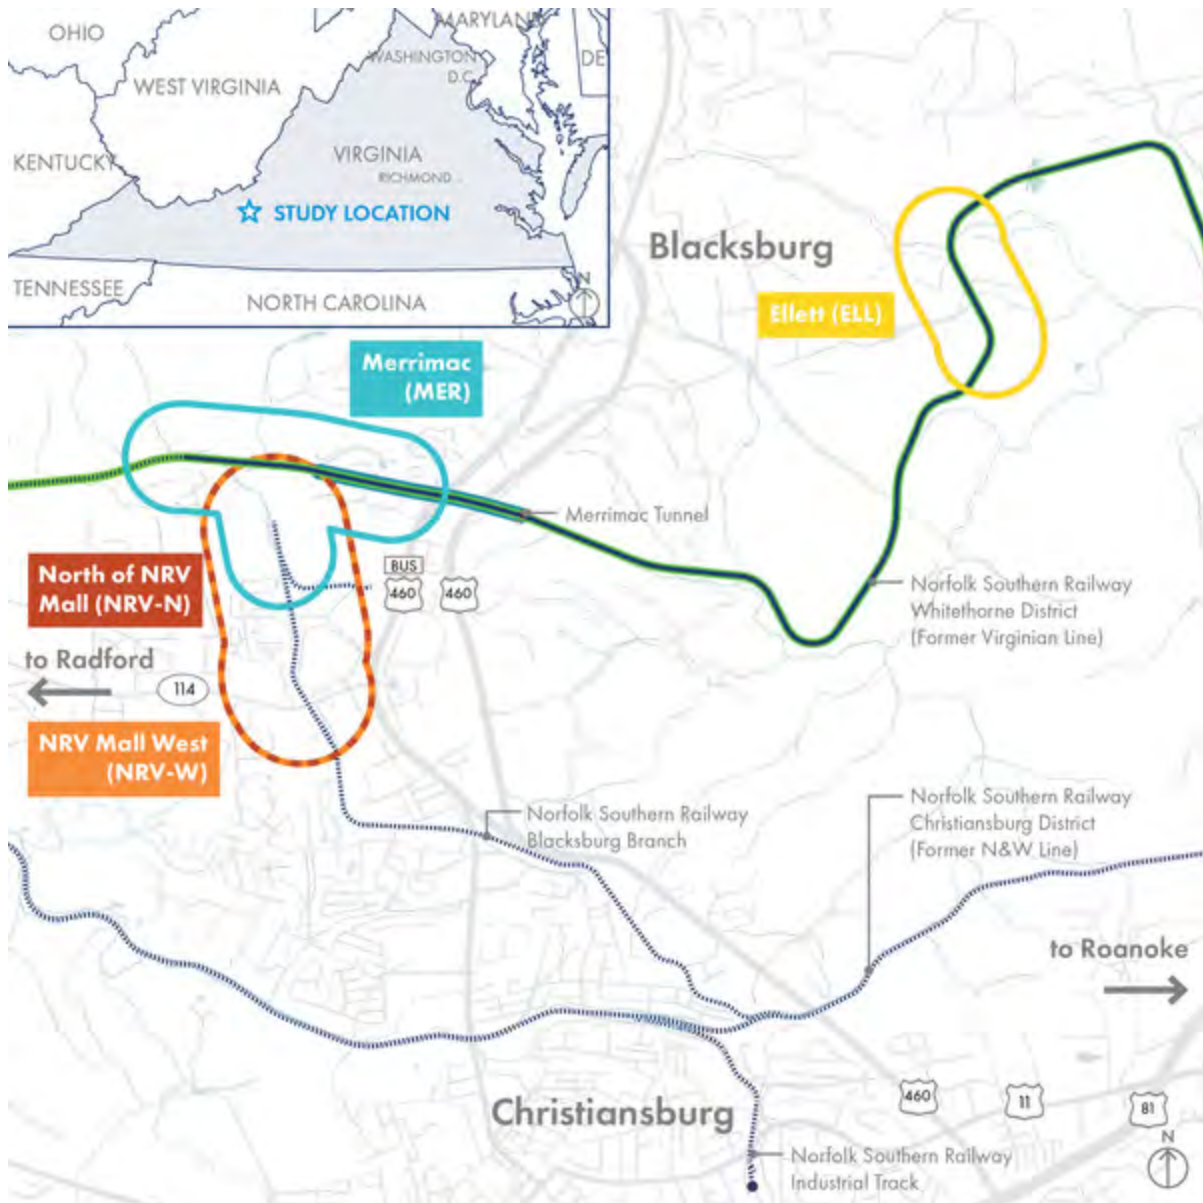 OHIO
MARYLAND
WASHINGTON
D.C.
DE
WEST VIRGINIA
KENTUCKY
VIRGINIA
RICHMOND
STUDY LOCATION
TENNESSEE
NORTH CAROLINA
N
Blacksburg
Ellett (ELL)
Merrimac
(MER)
Merrimac Tunnel
BUS
460
460
North of NRV
Mall (NRV-N)
Norfolk Southern Railway
Whitethorne District
(Former Virginian Line)
to Radford
114
NRV Mall West
(NRV-W)
Norfolk Southern Railway
Blacksburg Branch
Norfolk Southern Railway
Christiansburg District
(Former N&W Line)
to Roanoke
Christiansburg
460
11
81
N
Norfolk Southern Railway
Industrial Track